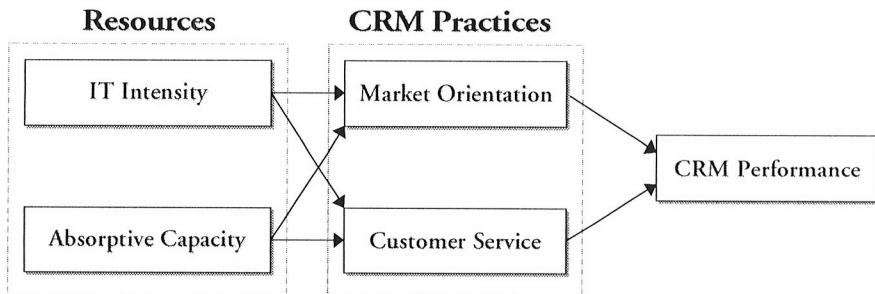 Resources
CRM Practices
IT Intensity
Market Orientation
CRM Performance
Absorptive Capacity
Customer Service